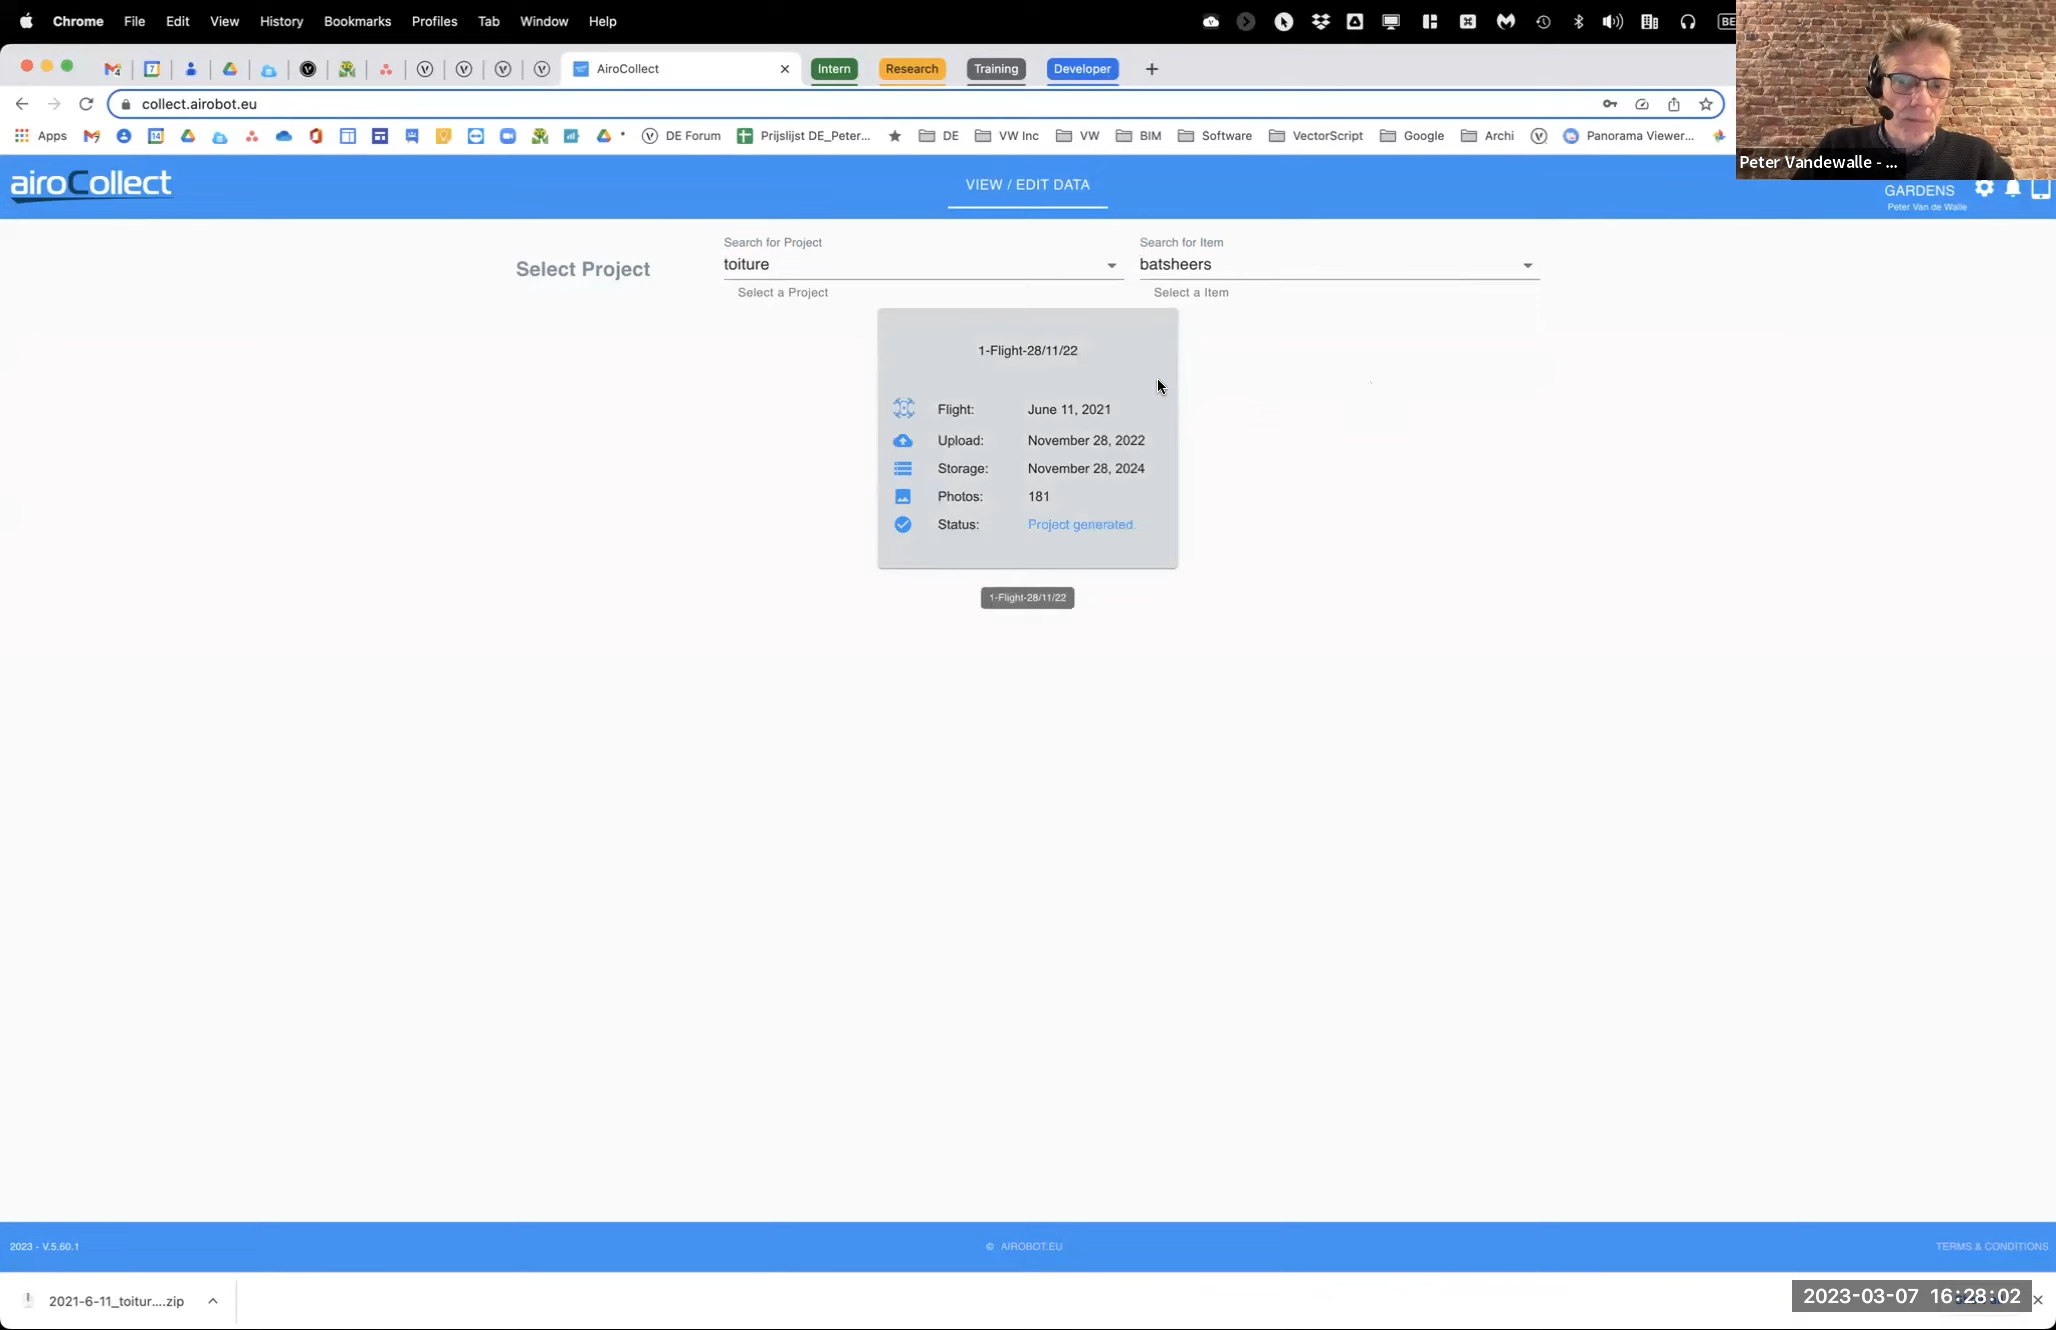 Chrome File Edit View History Bookmarks Profiles Tab Window Help
AiroCollect Intern Research Training Developer
collect.airobot.eu
Apps DE Forum Prijslijst DE_Peter... DE VW Inc VW BIM Software VectorScript Google Archi Panorama Viewer...
Peter Vandewalle - ...
airoCollect
VIEW / EDIT DATA
GARDENS
Peter Van de Walle
Search for Project Search for Item
Select Project toiture batsheers
Select a Project Select a Item
1-Flight-28/11/22
Flight: June 11, 2021
Upload: November 28, 2022
Storage: November 28, 2024
Photos: 181
Status: Project generated
1-Flight-28/11/22
2023 - V.5.60.1 © AIROBOT.EU TERMS & CONDITIONS
2021-6-11_toitur....zip
2023-03-07 16:28:02